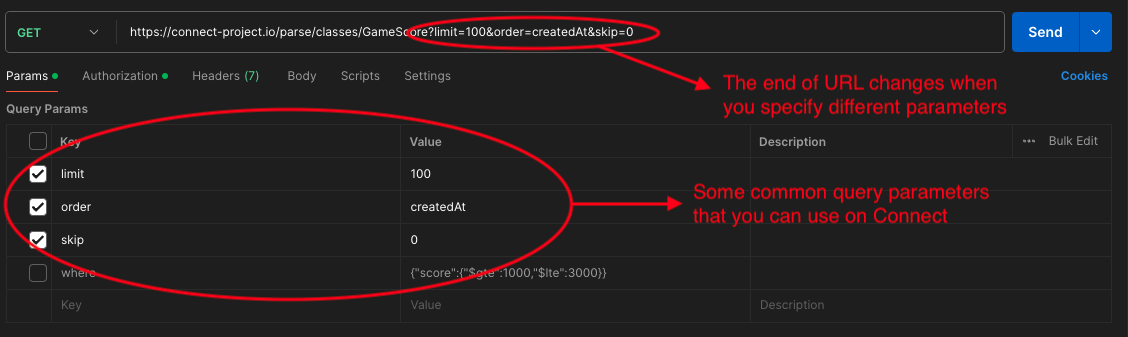 GET https://connect-project.io/parse/classes/GameScore?limit=100&order=createdAt&skip=0 Send
Params Authorization Headers (7) Body Scripts Settings Cookies
The end of URL changes when
you specify different parameters
Query Params
Key Value Description ••• Bulk Edit
limit 100
order createdAt
Some common query parameters
that you can use on Connect
skip 0
where {"score":{"$gte":1000,"$lte":3000}}
Key Value Description